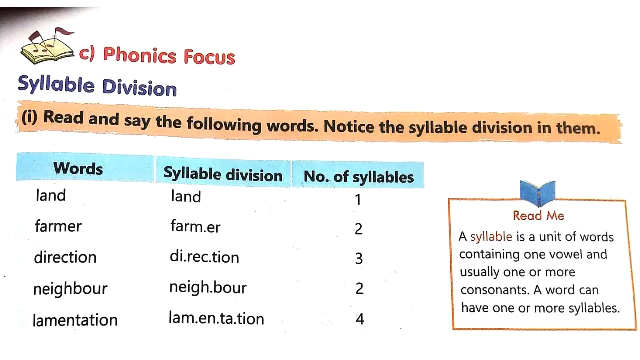 c) Phonics Focus
Syllable Division
(i) Read and say the following words. Notice the syllable division in them.
Words Syllable division No. of syllables
land land 1
farmer farm.er 2
direction di.rec.tion 3
neighbour neigh.bour 2
lamentation lam.en.ta.tion 4
Read Me
A syllable is a unit of words
containing one vowel and
usually one or more
consonants. A word can
have one or more syllables.